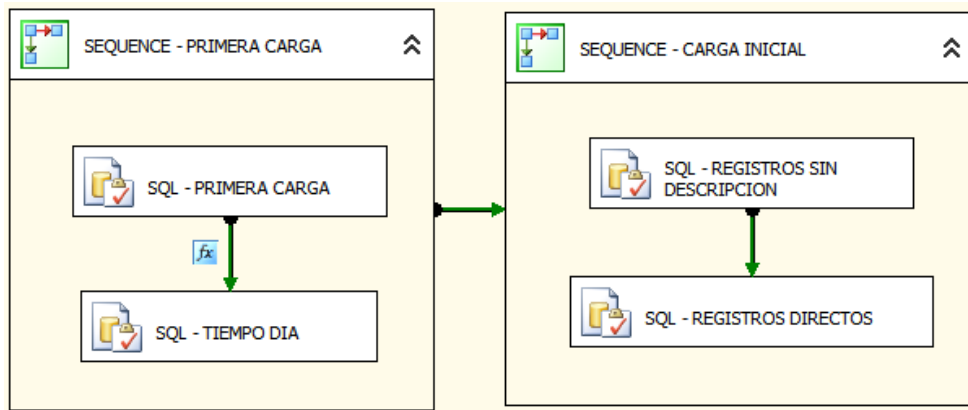 SEQUENCE - PRIMERA CARGA
SQL - PRIMERA CARGA
fx
SQL - TIEMPO DIA
SEQUENCE - CARGA INICIAL
SQL - REGISTROS SIN
DESCRIPCION
SQL - REGISTROS DIRECTOS